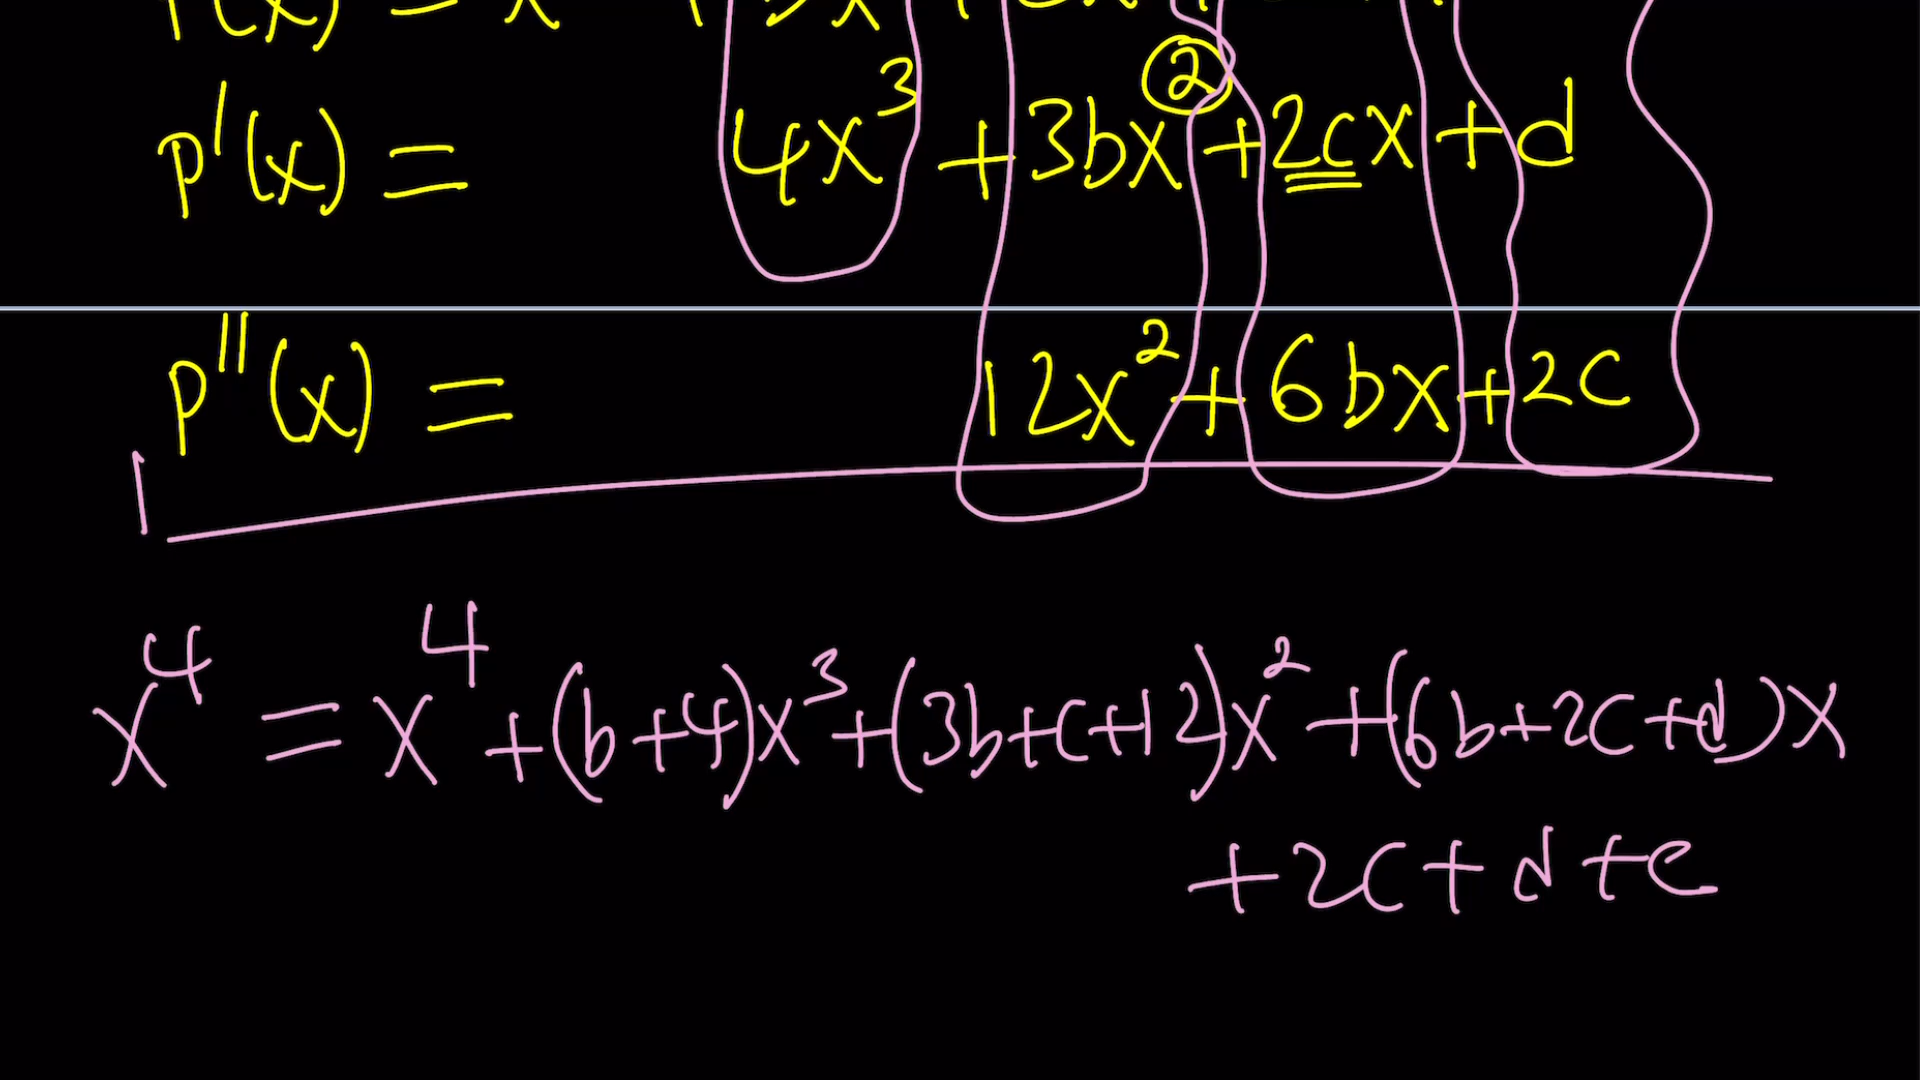 P'(x) = 4x³ + 3bx² + 2cx + d
P''(x) = 12x² + 6bx + 2c
x⁴ = x⁴ + (b+4)x³ + (3b+c+12)x² + (6b+2c+d)x
+2c+d+e